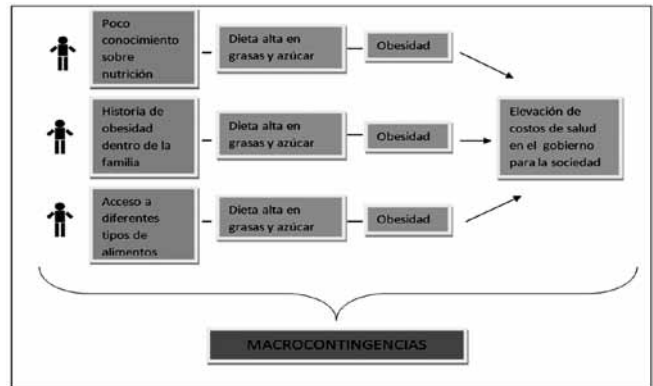 Poco
conocimiento
sobre
nutrición
Dieta alta en
grasas y azúcar
Obesidad
Historia de
obesidad
dentro de la
familia
Dieta alta en
grasas y azúcar
Obesidad
Elevación de
costos de salud
en el gobierno
para la sociedad
Acceso a
diferentes
tipos de
alimentos
Dieta alta en
grasas y azúcar
Obesidad
MACROCONTINGENCIAS